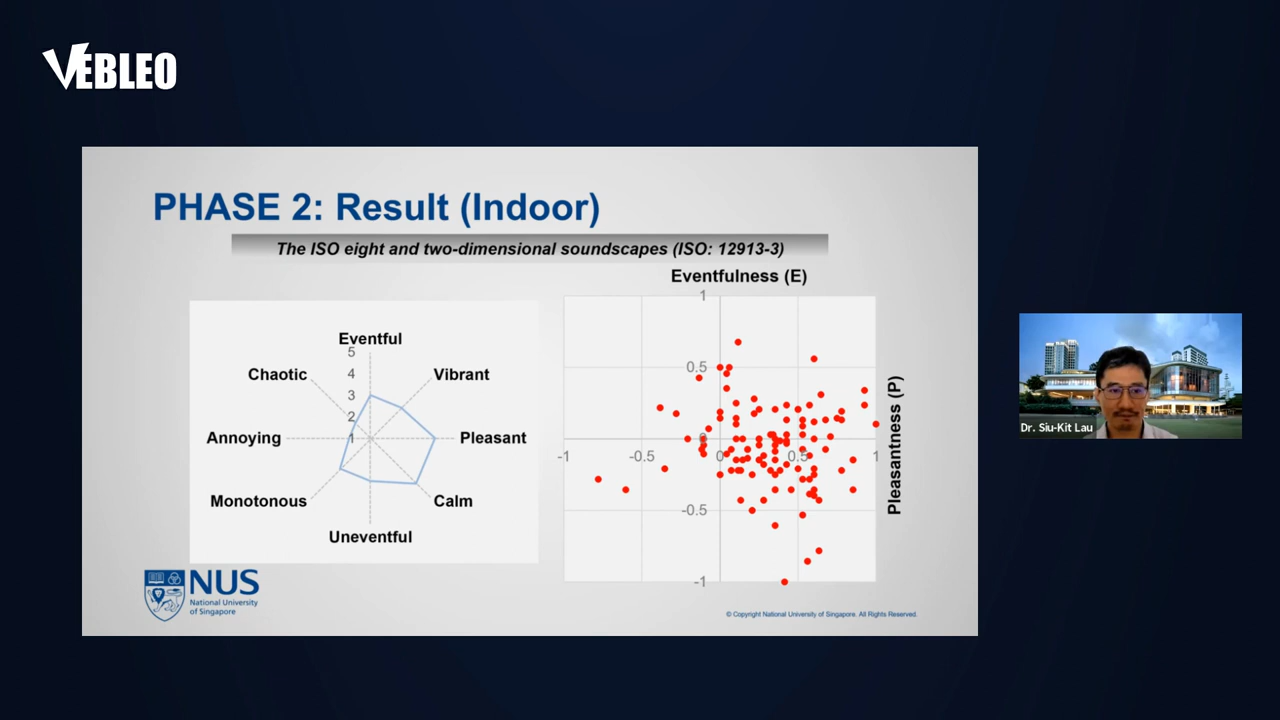 VEBLEO
PHASE 2: Result (Indoor)
The ISO eight and two-dimensional soundscapes (ISO: 12913-3)
Eventful
5
4
3
2
1
Chaotic
Vibrant
Annoying
Pleasant
Monotonous
Calm
Uneventful
Eventfulness (E)
1
0.5
0
-0.5
-1
-1
-0.5
0
0.5
1
Pleasantness (P)
NUS
National University
of Singapore
© Copyright National University of Singapore. All Rights Reserved.
Dr. Siu-Kit Lau